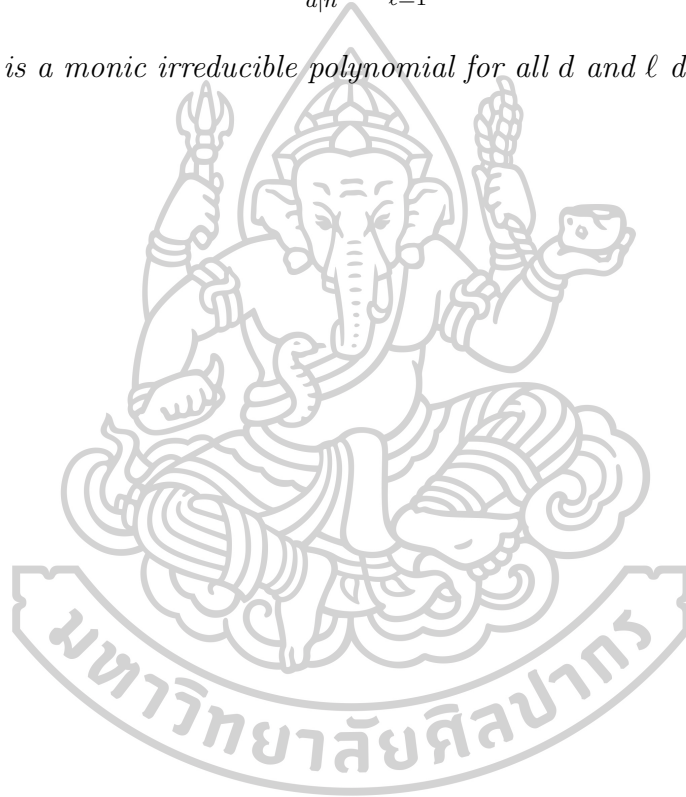 d|n ℓ=1
is a monic irreducible polynomial for all d and ℓ d
มหาวิทยาลัยศิลปากร